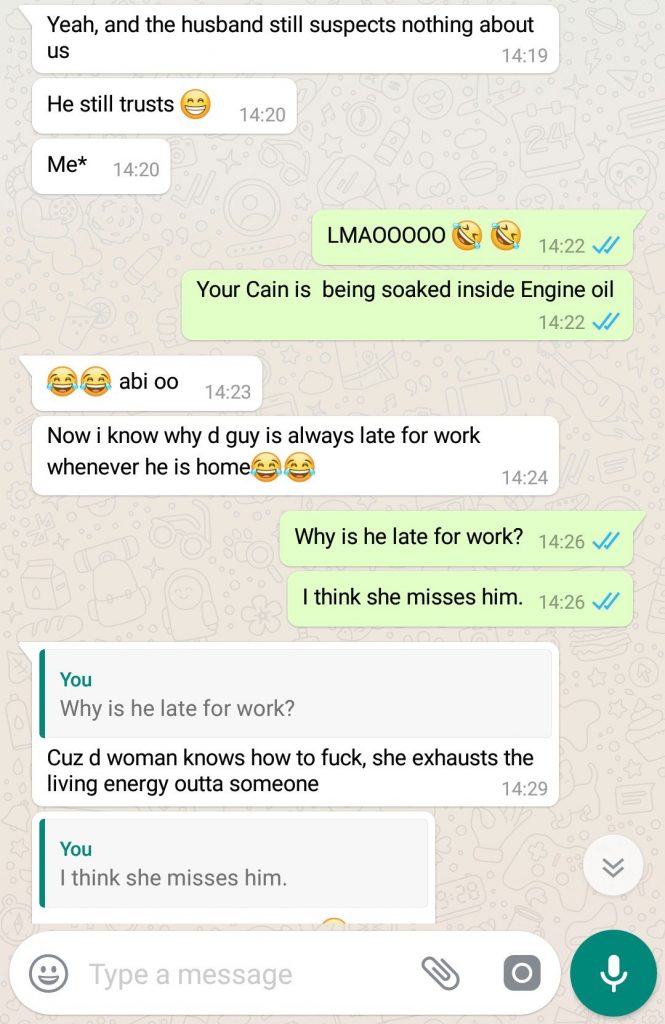 Yeah, and the husband still suspects nothing about
us
14:19
He still trusts 😁
14:20
Me*
14:20
LMAOOOOO 🤣 🤣
14:22
Your Cain is  being soaked inside Engine oil
14:22
😂😂 abi oo
14:23
Now i know why d guy is always late for work
whenever he is home😂😂
14:24
Why is he late for work?
14:26
I think she misses him.
14:26
You
Why is he late for work?
Cuz d woman knows how to fuck, she exhausts the
living energy outta someone
14:29
You
I think she misses him.
Type a message